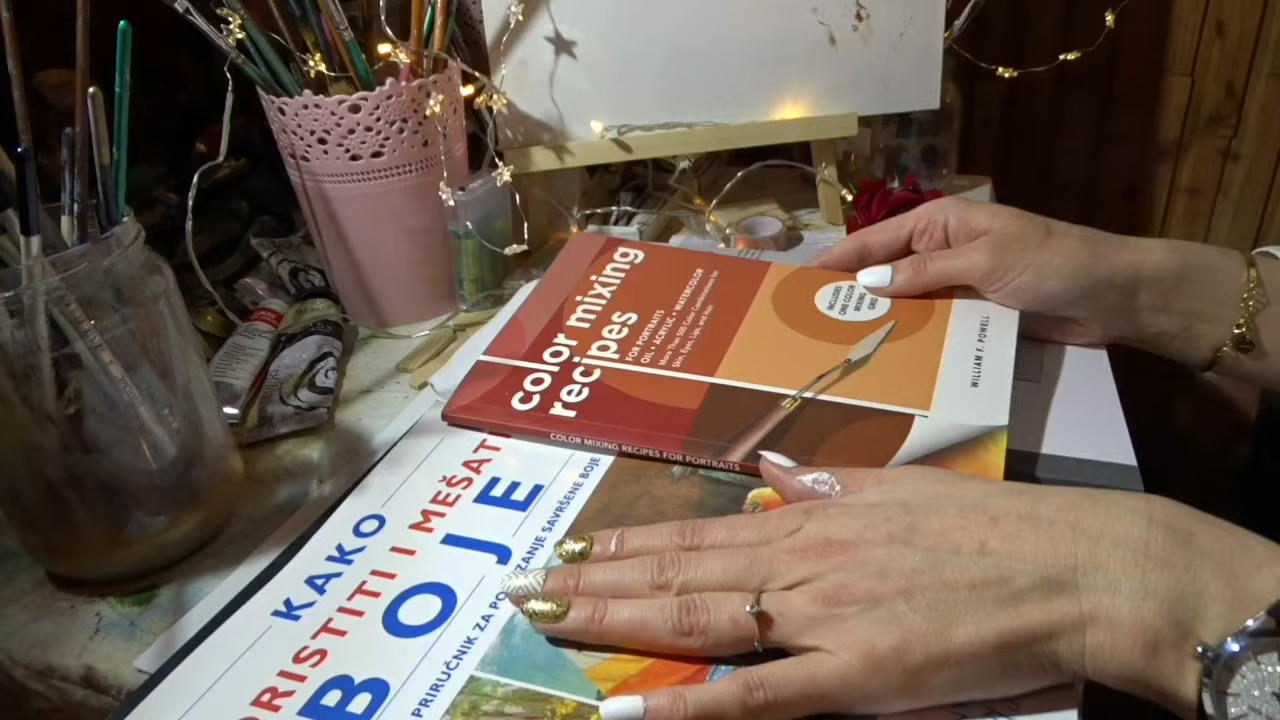 color mixing
recipes
FOR PORTRAITS
OIL • ACRYLIC • WATERCOLOR
More Than 500 Color Combinations for
Skin, Eyes, Lips, and Hair
INCLUDES
ONE COLOR
MIXING
GRID
WILLIAM F. POWELL
COLOR MIXING RECIPES FOR PORTRAITS
KAKO
RISTITI I MEŠAT
BOJE
PRIRUČNIK ZA
ZANJE SAVRŠENE BOJE